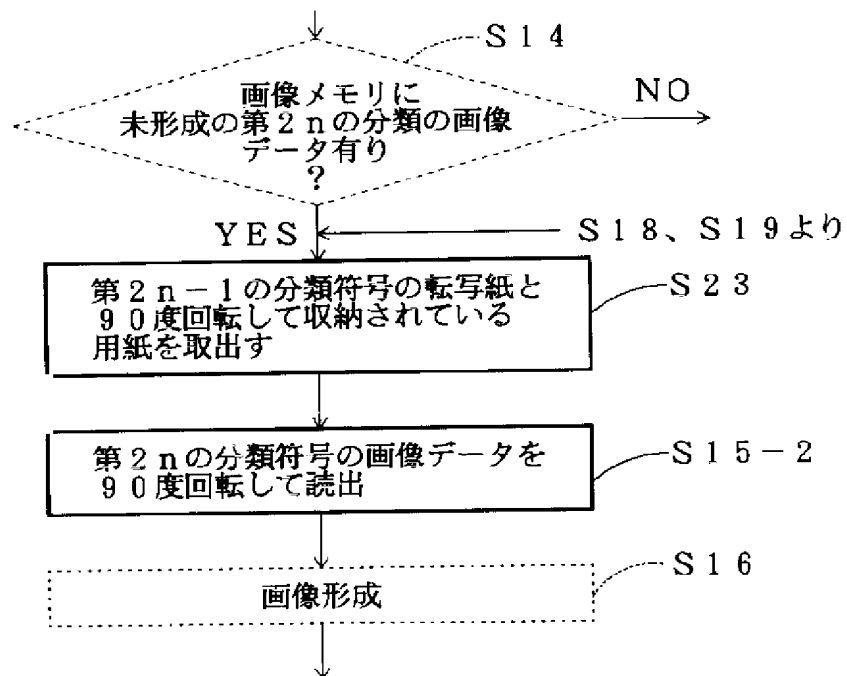 S14
画像メモリに
未形成の第2nの分類の画像
データ有り
?
NO
YES
S18、S19より
第2n-1の分類符号の転写紙と
90度回転して収納されている
用紙を取出す
S23
第2nの分類符号の画像データを
90度回転して読出
S15-2
S16
画像形成